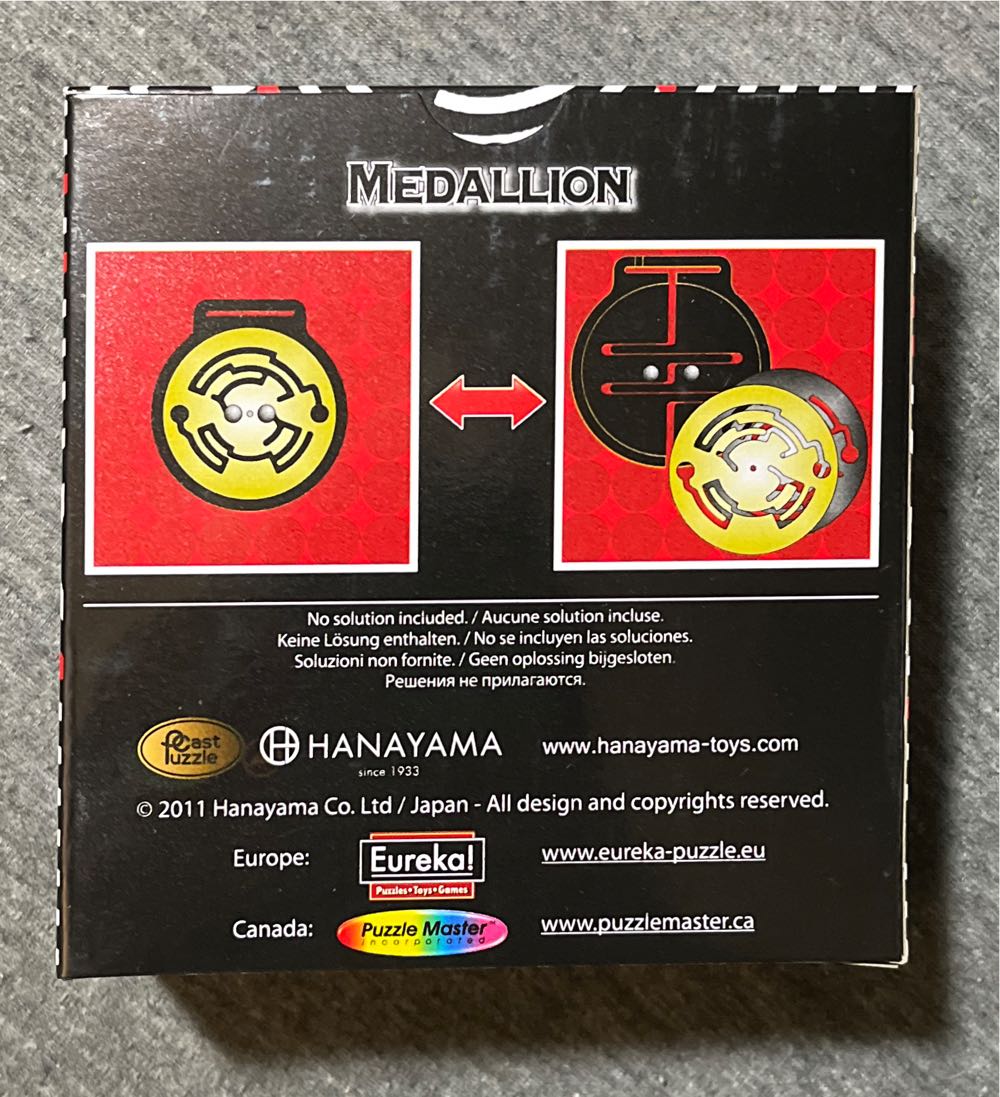 MEDALLION
No solution included. / Aucune solution incluse.
Keine Lösung enthalten. / No se incluyen las soluciones.
Soluzioni non fornite. / Geen oplossing bijgesloten.
Решения не прилагаются.
Cast Puzzle
HANAYAMA
since 1933
www.hanayama-toys.com
© 2011 Hanayama Co. Ltd / Japan - All design and copyrights reserved.
Europe:
Eureka!
Puzzles•Toys•Games
www.eureka-puzzle.eu
Canada:
Puzzle Master™
incorporated
www.puzzlemaster.ca